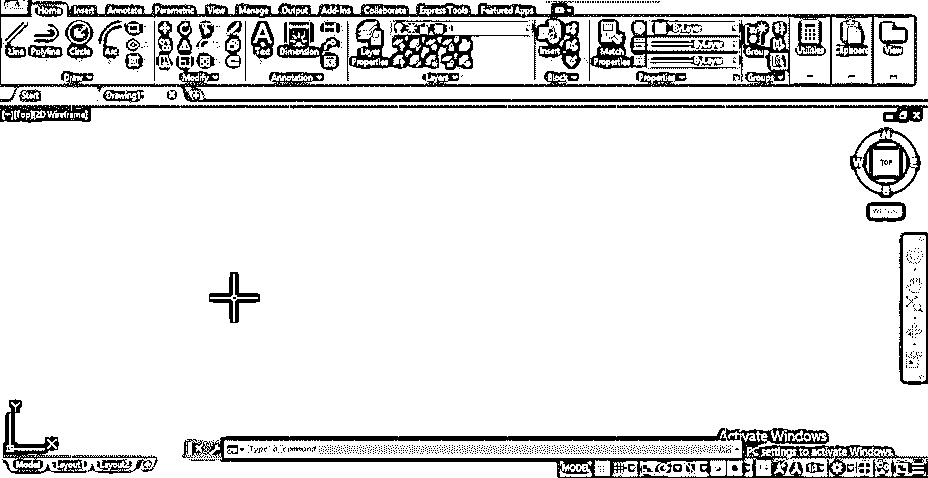 Home Insert Annotate Parametric View Manage Output Add-Ins Collaborate Express Tools Featured Apps
Line Polyline Circle Arc Text Dimension Layer Properties Insert Match Properties ByLayer Group Utilities Clipboard View
ByLayer
ByLayer
Draw Modify Annotation Layers Block Properties Groups
Start Drawing1*
[−][Top][2D Wireframe]
N
W TOP E
S
Y
X
Type a command
Activate Windows
PC settings to activate Windows.
Model Layout1 Layout2
MODEL